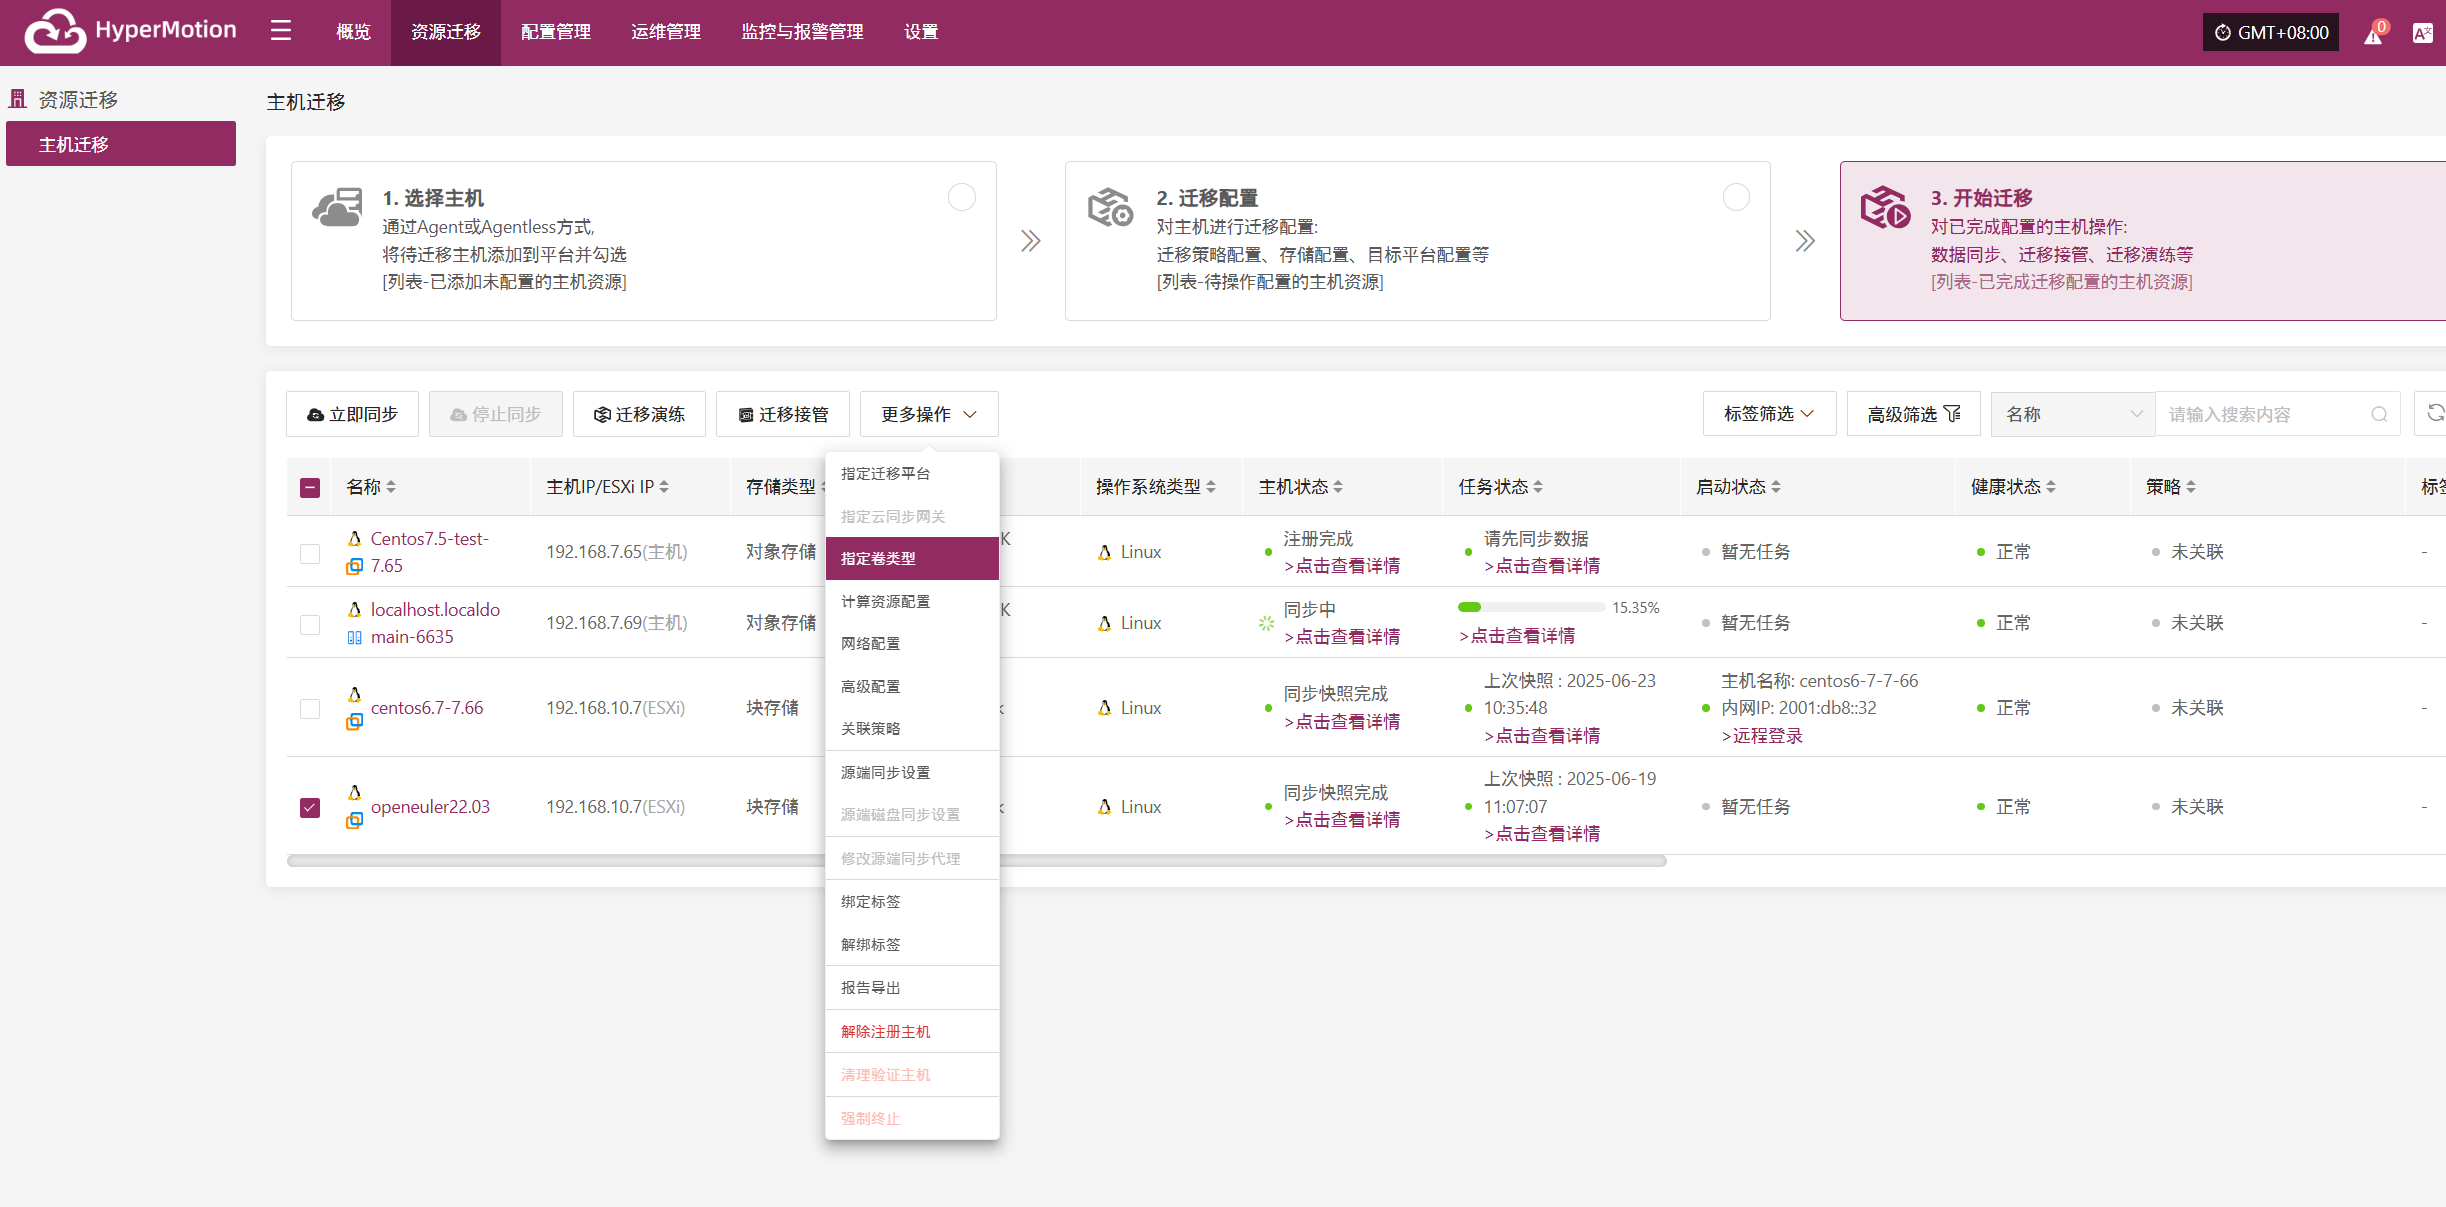 HyperMotion
概览
资源迁移
配置管理
运维管理
监控与报警管理
设置
GMT+08:00
0
资源迁移
主机迁移
主机迁移
1. 选择主机
通过Agent或Agentless方式,
将待迁移主机添加到平台并勾选
[列表-已添加未配置的主机资源]
2. 迁移配置
对主机进行迁移配置:
迁移策略配置、存储配置、目标平台配置等
[列表-待操作配置的主机资源]
3. 开始迁移
对已完成配置的主机操作:
数据同步、迁移接管、迁移演练等
[列表-已完成迁移配置的主机资源]
立即同步
停止同步
迁移演练
迁移接管
更多操作
标签筛选
高级筛选
名称
请输入搜索内容
名称
主机IP/ESXi IP
存储类型
操作系统类型
主机状态
任务状态
启动状态
健康状态
策略
标签
Centos7.5-test-
7.65
192.168.7.65(主机)
对象存储
K
Linux
注册完成
>点击查看详情
请先同步数据
>点击查看详情
暂无任务
正常
未关联
-
localhost.localdo
main-6635
192.168.7.69(主机)
对象存储
K
Linux
同步中
>点击查看详情
15.35%
>点击查看详情
暂无任务
正常
未关联
-
centos6.7-7.66
192.168.10.7(ESXi)
块存储
Linux
同步快照完成
>点击查看详情
上次快照 : 2025-06-23
10:35:48
>点击查看详情
主机名称: centos6-7-7-66
内网IP: 2001:db8::32
>远程登录
正常
未关联
-
openeuler22.03
192.168.10.7(ESXi)
块存储
Linux
同步快照完成
>点击查看详情
上次快照 : 2025-06-19
11:07:07
>点击查看详情
暂无任务
正常
未关联
-
指定迁移平台
指定云同步网关
指定卷类型
计算资源配置
网络配置
高级配置
关联策略
源端同步设置
源端磁盘同步设置
修改源端同步代理
绑定标签
解绑标签
报告导出
解除注册主机
清理验证主机
强制终止